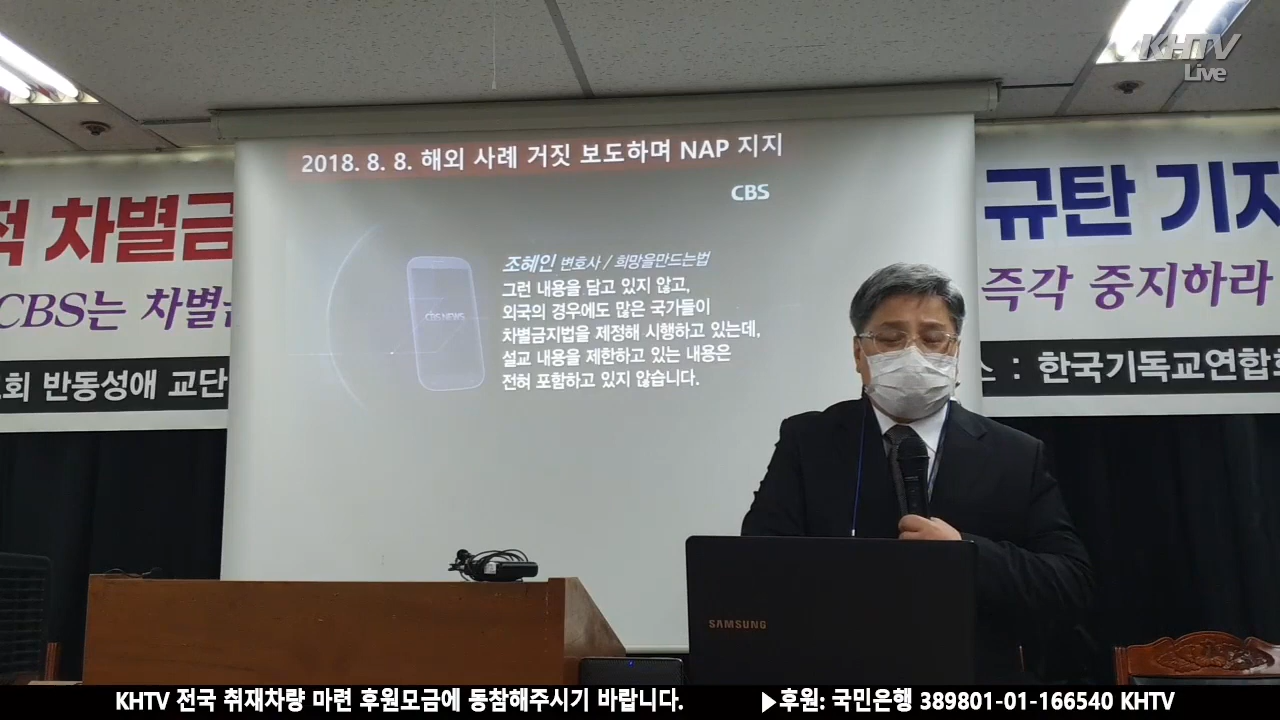 KHTV
Live
2018. 8. 8. 해외 사례 거짓 보도하며 NAP 지지
CBS
조혜인 변호사 / 희망을만드는법
그런 내용을 담고 있지 않고,
외국의 경우에도 많은 국가들이
차별금지법을 제정해 시행하고 있는데,
설교 내용을 제한하고 있는 내용은
전혀 포함하고 있지 않습니다.
CBS NEWS
적 차별금
규탄 기자
CBS는 차별금
즉각 중지하라
회 반동성애 교단
: 한국기독교연합회
SAMSUNG
KHTV 전국 취재차량 마련 후원모금에 동참해주시기 바랍니다.
▶후원: 국민은행 389801-01-166540 KHTV